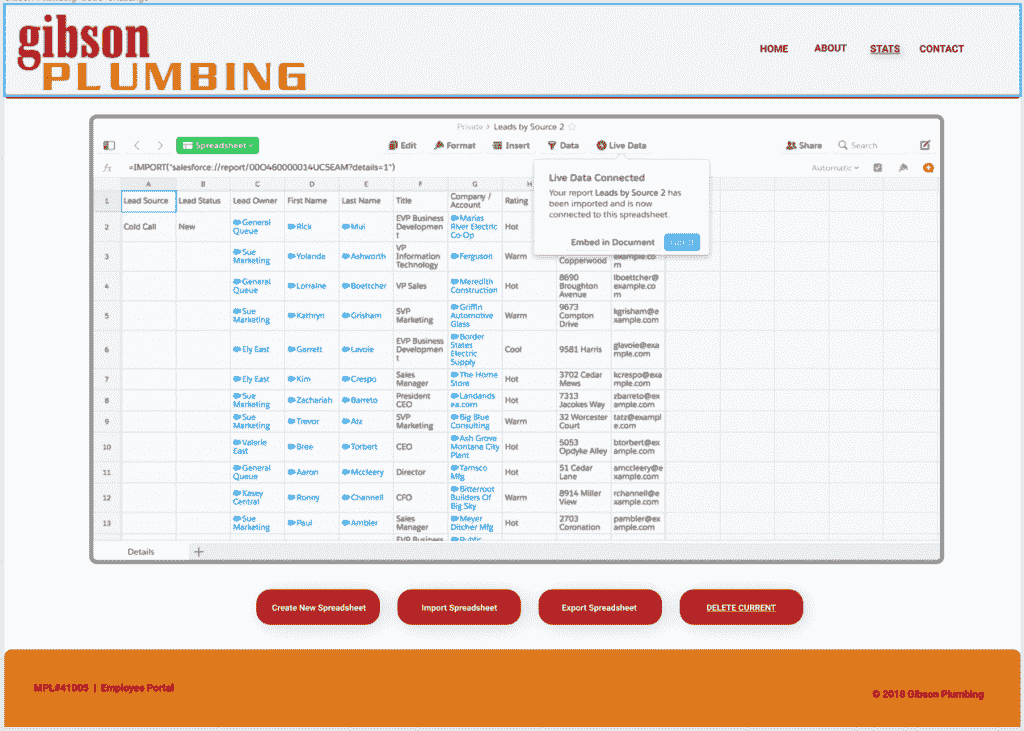 gibson
PLUMBING
HOME ABOUT STATS CONTACT
Private > Leads by Source 2
Spreadsheet Edit Format Insert Data Live Data Share Search
fx =IMPORT("salesforce://report/00O460000014UCSEAM?details=1") Automatic
A B C D E F G H
Live Data Connected
Your report Leads by Source 2 has
been imported and is now
connected to this spreadsheet
Embed in Document
1 Lead Source Lead Status Lead Owner First Name Last Name Title Company / Account Rating
2 Cold Call New General Queue Rick Mui EVP Business Development Marias River Electric Co-Op Hot
3 Sue Marketing Yolanda Ashworth VP Information Technology Ferguson Warm Copperwood example.com
4 General Queue Lorraine Boettcher VP Sales Meredith Construction Hot 8690 Broughton Avenue lboettcher@example.com
5 Sue Marketing Kathryn Grisham SVP Marketing Griffin Automotive Glass Warm 9673 Compton Drive kgrisham@example.com
6 Ely East Garrett Lavoie EVP Business Development Border States Electric Supply Cool 9581 Harris glavoie@example.com
7 Ely East Kim Crespo Sales Manager The Home Store Hot 3702 Cedar Mews kcrespo@example.com
8 Sue Marketing Zachariah Barreto President CEO Landands ea.com Hot 7313 Jacokes Way zbarreto@example.com
9 Sue Marketing Trevor Atz SVP Marketing Big Blue Consulting Warm 32 Worcester Court tatz@example.com
10 Valerie East Bree Torbert CEO Ash Grove Montana City Plant Hot 5053 Opdyke Alley btorbert@example.com
11 General Queue Aaron Mccleery Director Tamsco Mfg Hot 51 Cedar Lane amccleery@example.com
12 Kasey Central Ronny Channell CFO Bitterroot Builders Of Big Sky Warm 8914 Miller View rchannell@example.com
13 Sue Marketing Paul Ambler Sales Manager Meyer Ditcher Mfg Hot 2703 Coronation pambler@example.com
EVP Business Public
Details +
Create New Spreadsheet Import Spreadsheet Export Spreadsheet DELETE CURRENT
MPL#41005 | Employee Portal
© 2018 Gibson Plumbing